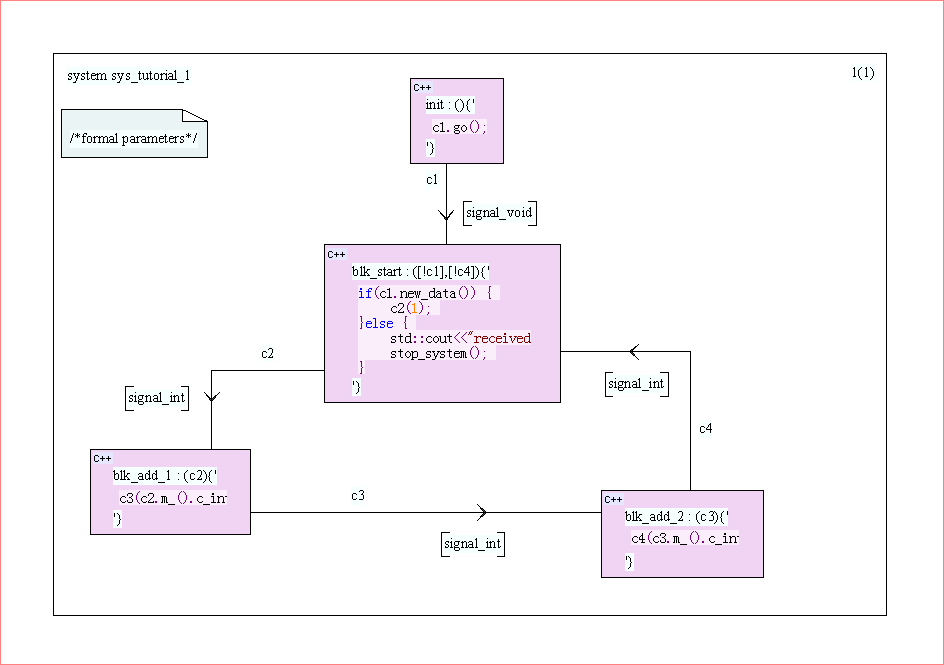 system sys_tutorial_1
1(1)
/*formal parameters*/
C++
init : (){'
c1.go();
'}
c1
[signal_void]
C++
blk_start : ([!c1],[!c4]){'
if(c1.new_data()) {
c2(1);
}else {
std::cout<<"received
stop_system();
}
'}
c2
[signal_int]
[signal_int]
c4
C++
blk_add_1 : (c2){'
c3(c2.m_().c_in
'}
c3
[signal_int]
C++
blk_add_2 : (c3){'
c4(c3.m_().c_in
'}